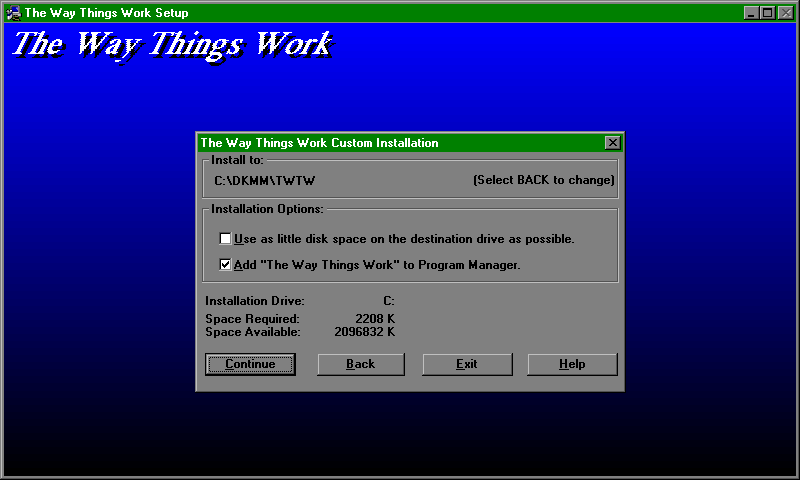 The Way Things Work Setup
The Way Things Work
The Way Things Work Custom Installation
Install to:
C:\DKMM\TWTW (Select BACK to change)
Installation Options:
Use as little disk space on the destination drive as possible.
Add "The Way Things Work" to Program Manager.
Installation Drive: C:
Space Required: 2208 K
Space Available: 2096832 K
Continue Back Exit Help